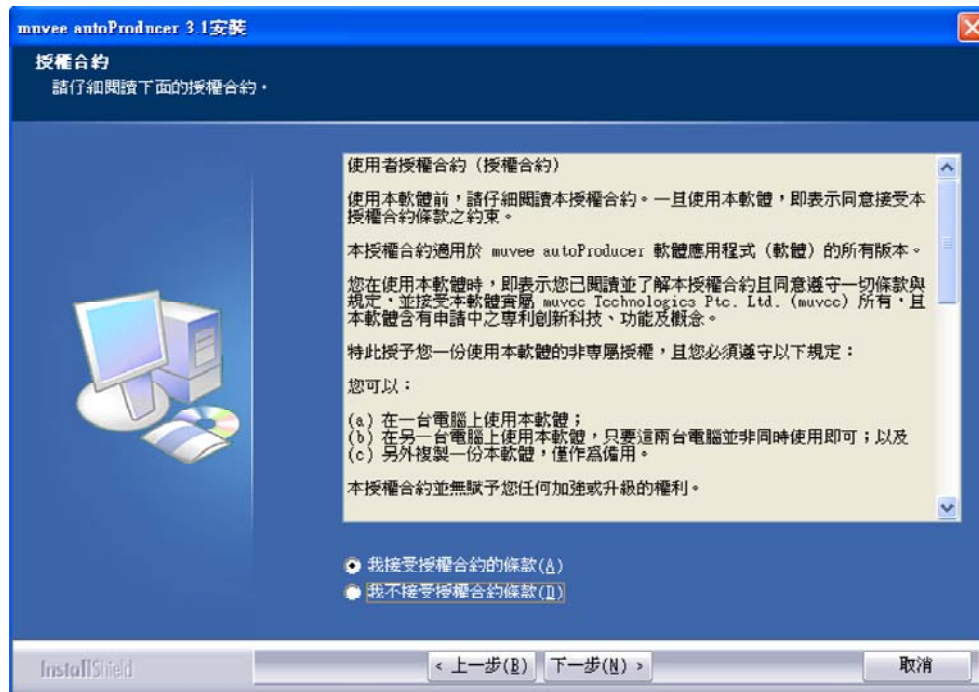 muvee autoProducer 3.1安裝
授權合約
請仔細閱讀下面的授權合約。
使用者授權合約（授權合約）
使用本軟體前，請仔細閱讀本授權合約。一旦使用本軟體，即表示同意接受本
授權合約條款之約束。
本授權合約適用於 muvee autoProducer 軟體應用程式（軟體）的所有版本。
您在使用本軟體時，即表示您已閱讀並了解本授權合約且同意遵守一切條款與
規定，並接受本軟體實屬 muvee Technologies Pte. Ltd. (muvee) 所有，且
本軟體含有申請中之專利創新科技、功能及概念。
特此授予您一份使用本軟體的非專屬授權，且您必須遵守以下規定：
您可以：
(a) 在一台電腦上使用本軟體；
(b) 在另一台電腦上使用本軟體，只要這兩台電腦並非同時使用即可；以及
(c) 另外複製一份本軟體，僅作為備用。
本授權合約並無賦予您任何加強或升級的權利。
我接受授權合約的條款(A)
我不接受授權合約條款(D)
InstallShield
< 上一步(B)
下一步(N) >
取消